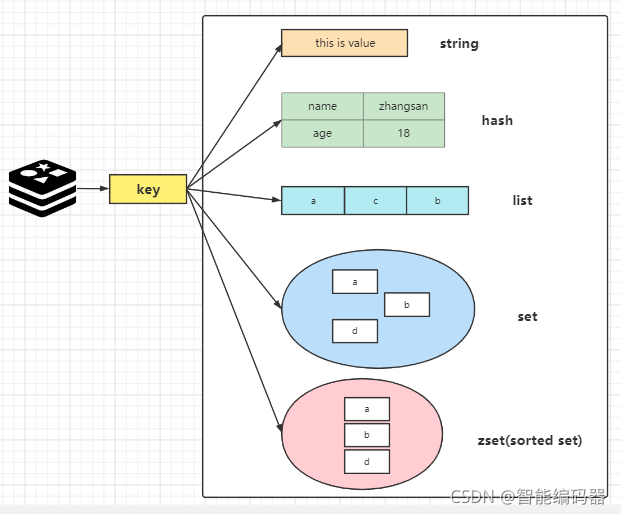 this is value
string
name zhangsan
age 18
hash
key
a c b
list
a
b
d
set
a
b
d
zset(sorted set)
CSDN @智能编码器